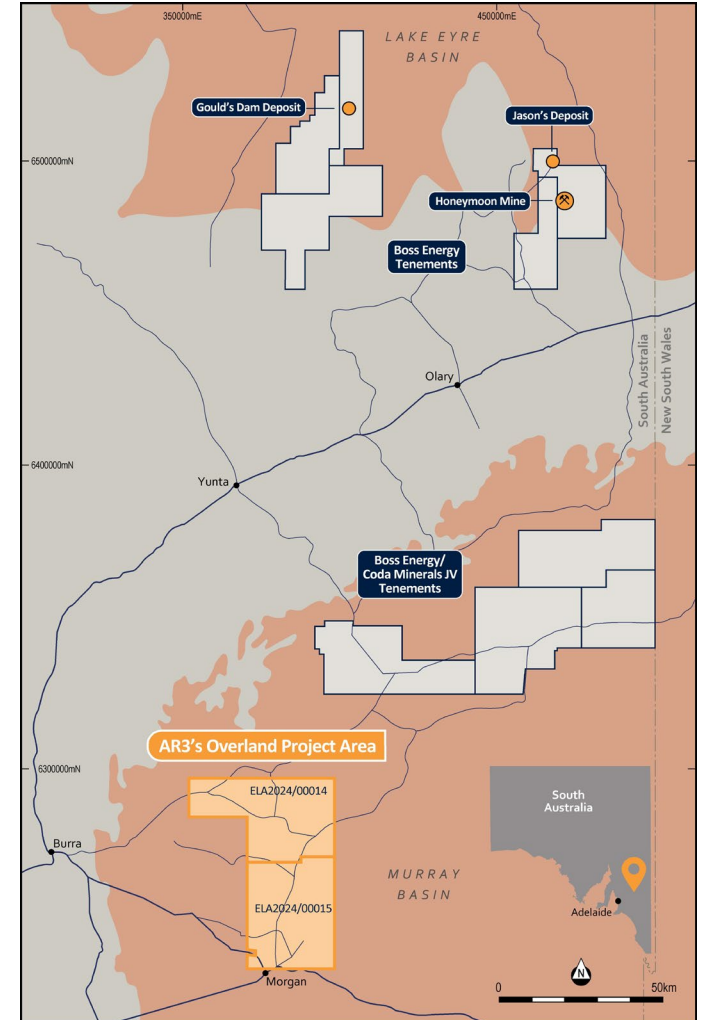 350000mE
450000mE
LAKE EYRE
BASIN
Gould's Dam Deposit
Jason's Deposit
6500000mN
Honeymoon Mine
Boss Energy
Tenements
South Australia
New South Wales
Olary
6400000mN
Yunta
Boss Energy/
Coda Minerals JV
Tenements
AR3's Overland Project Area
6300000mN
ELA2024/00014
South
Australia
Burra
MURRAY
BASIN
ELA2024/00015
Adelaide
Morgan
N
0
50km